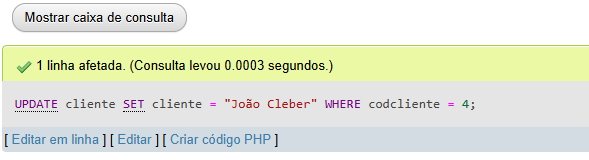 Mostrar caixa de consulta
1 linha afetada. (Consulta levou 0.0003 segundos.)
UPDATE cliente SET cliente = "João Cleber" WHERE codcliente = 4;
[ Editar em linha ] [ Editar ] [ Criar código PHP ]